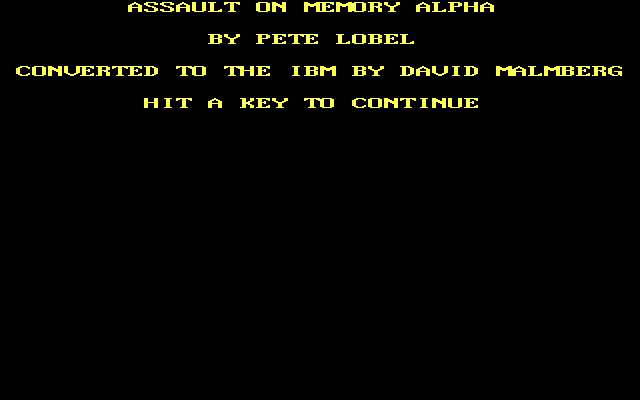 ASSAULT ON MEMORY ALPHA
BY PETE LOBEL
CONVERTED TO THE IBM BY DAVID MALMBERG
HIT A KEY TO CONTINUE